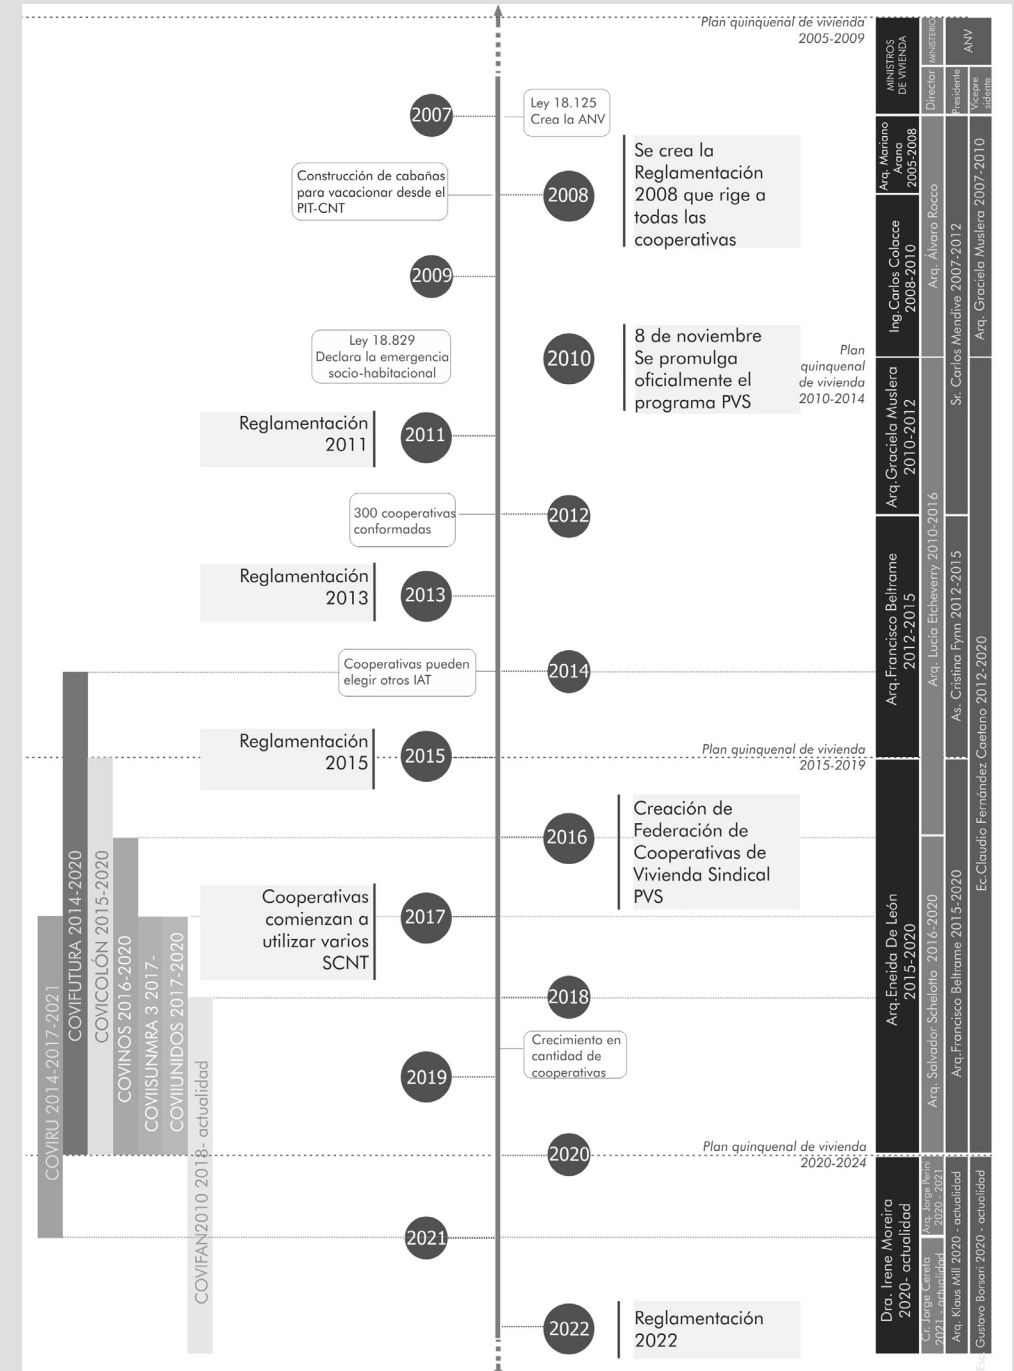 Plan quinquenal de vivienda
2005-2009
MINISTROS
DE VIVIENDA
MINISTERIO
ANV
Director
Presidente
Vicepre
sidente
2007
Ley 18.125
Crea la ANV
Construcción de cabañas
para vacacionar desde el
PIT-CNT
2008
Se crea la
Reglamentación
2008 que rige a
todas las
cooperativas
2009
Ley 18.829
Declara la emergencia
socio-habitacional
2010
8 de noviembre
Se promulga
oficialmente el
programa PVS
Plan
quinquenal
de vivienda
2010-2014
Reglamentación
2011
2011
300 cooperativas
conformadas
2012
Reglamentación
2013
2013
Cooperativas pueden
elegir otros IAT
2014
Reglamentación
2015
2015
Plan quinquenal de vivienda
2015-2019
2016
Creación de
Federación de
Cooperativas de
Vivienda Sindical
PVS
Cooperativas
comienzan a
utilizar varios
SCNT
2017
2018
Crecimiento en
cantidad de
cooperativas
2019
2020
Plan quinquenal de vivienda
2020-2024
2021
2022
Reglamentación
2022
COVIRU 2014-2017-2021
COVIFUTURA 2014-2020
COVICOLÓN 2015-2020
COVINOS 2016-2020
COVIISUNMRA 3 2017-
COVIIUNIDOS 2017-2020
COVIFAN2010 2018- actualidad
Arq. Mariano
Arana
2005-2008
Ing.Carlos Colacce
2008-2010
Arq.Graciela Muslera
2010-2012
Arq.Francisco Beltrame
2012-2015
Arq.Eneida De León
2015-2020
Dra. Irene Moreira
2020- actualidad
Arq. Álvaro Rocco
Arq. Lucía Etcheverry 2010-2016
Arq. Salvador Schelotto 2016-2020
Arq. Jorge Perini
2020 - 2021
Cr. Jorge Cereta
2021 - actualidad
Sr. Carlos Mendive 2007-2012
As. Cristina Fynn 2012-2015
Arq.Francisco Beltrame 2015-2020
Arq. Klaus Mill 2020 - actualidad
Arq. Graciela Muslera 2007-2010
Ec.Claudio Fernández Caetano 2012-2020
Esc. Gustavo Borsari 2020 - actualidad